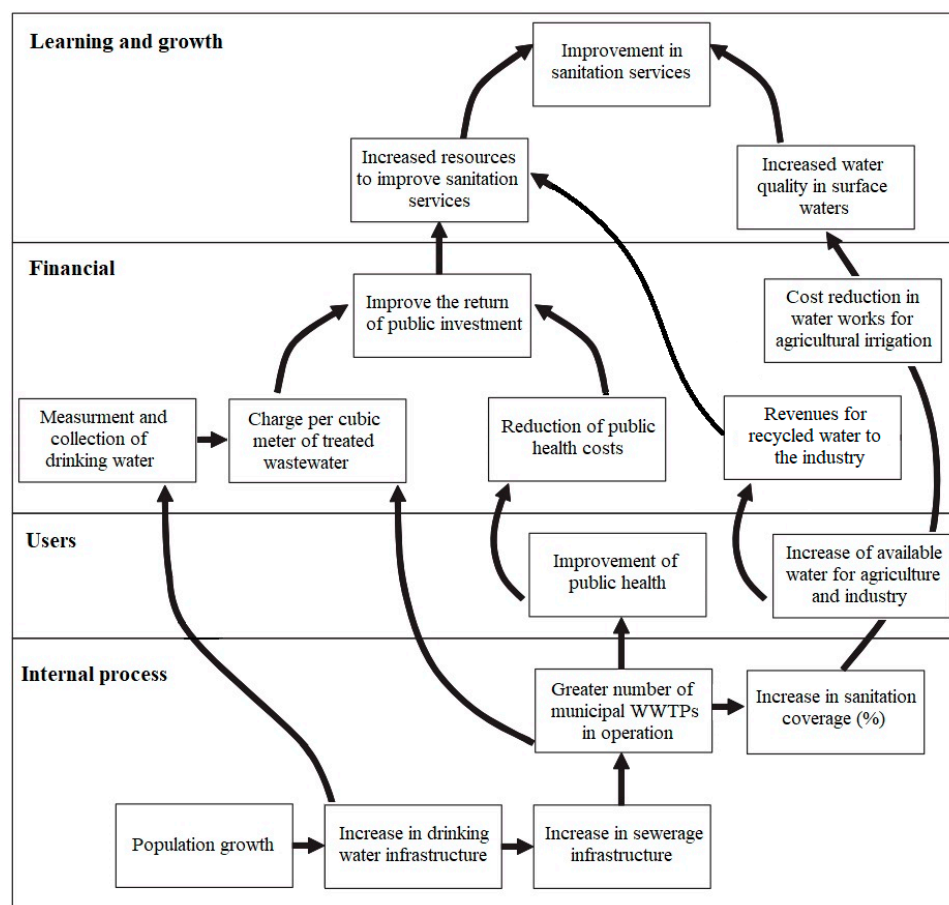 Learning and growth
Improvement in
sanitation services
Increased resources
to improve sanitation
services
Increased water
quality in surface
waters
Financial
Improve the return
of public investment
Cost reduction in
water works for
agricultural irrigation
Measurment and
collection of
drinking water
Charge per cubic
meter of treated
wastewater
Reduction of public
health costs
Revenues for
recycled water to
the industry
Users
Improvement of
public health
Increase of available
water for agriculture
and industry
Internal process
Greater number of
municipal WWTPs
in operation
Increase in sanitation
coverage (%)
Population growth
Increase in drinking
water infrastructure
Increase in sewerage
infrastructure